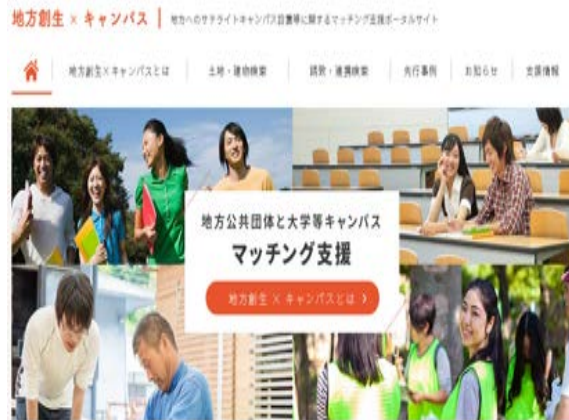 地方創生 × キャンパス
地方へのサテライトキャンパス設置等に関するマッチング支援ポータルサイト
地方創生×キャンパスとは
土地・建物検索
誘致・連携検索
先行事例
お知らせ
支援情報
地方公共団体と大学等キャンパス
マッチング支援
地方創生 × キャンパスとは